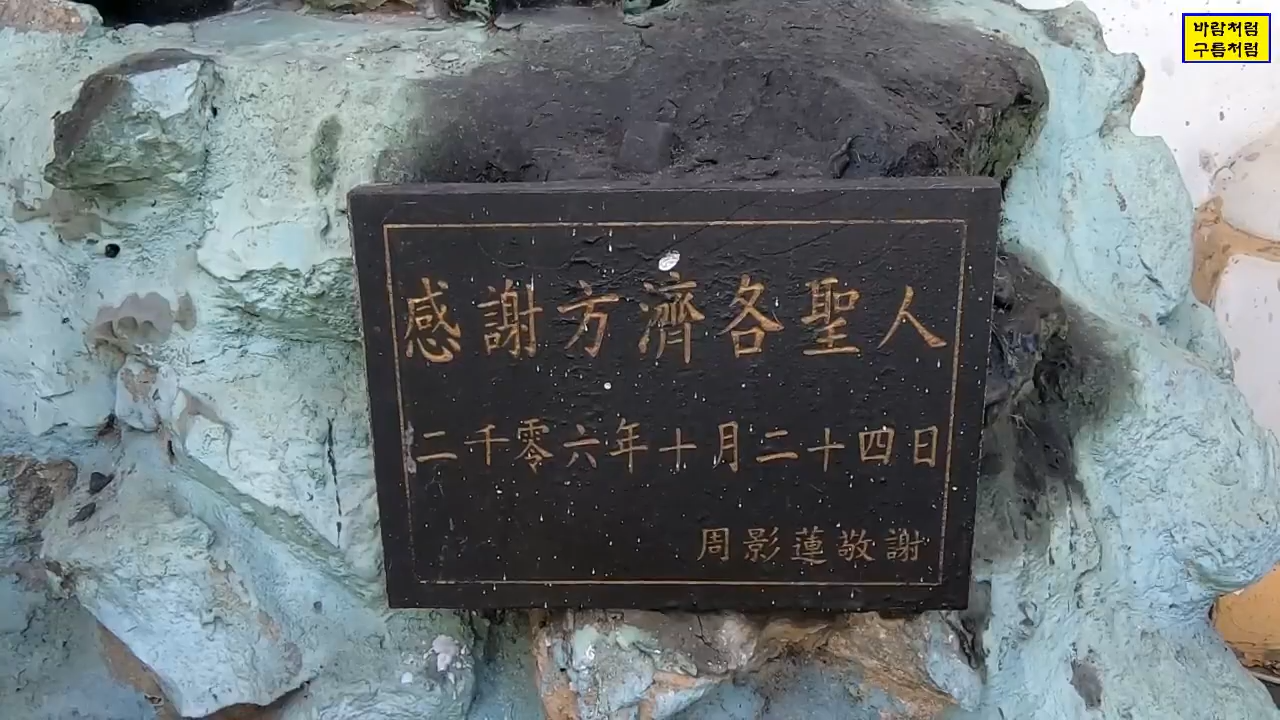 바람처럼
구름처럼
感謝方濟各聖人
二千零六年十月二十四日
周影蓮敬謝